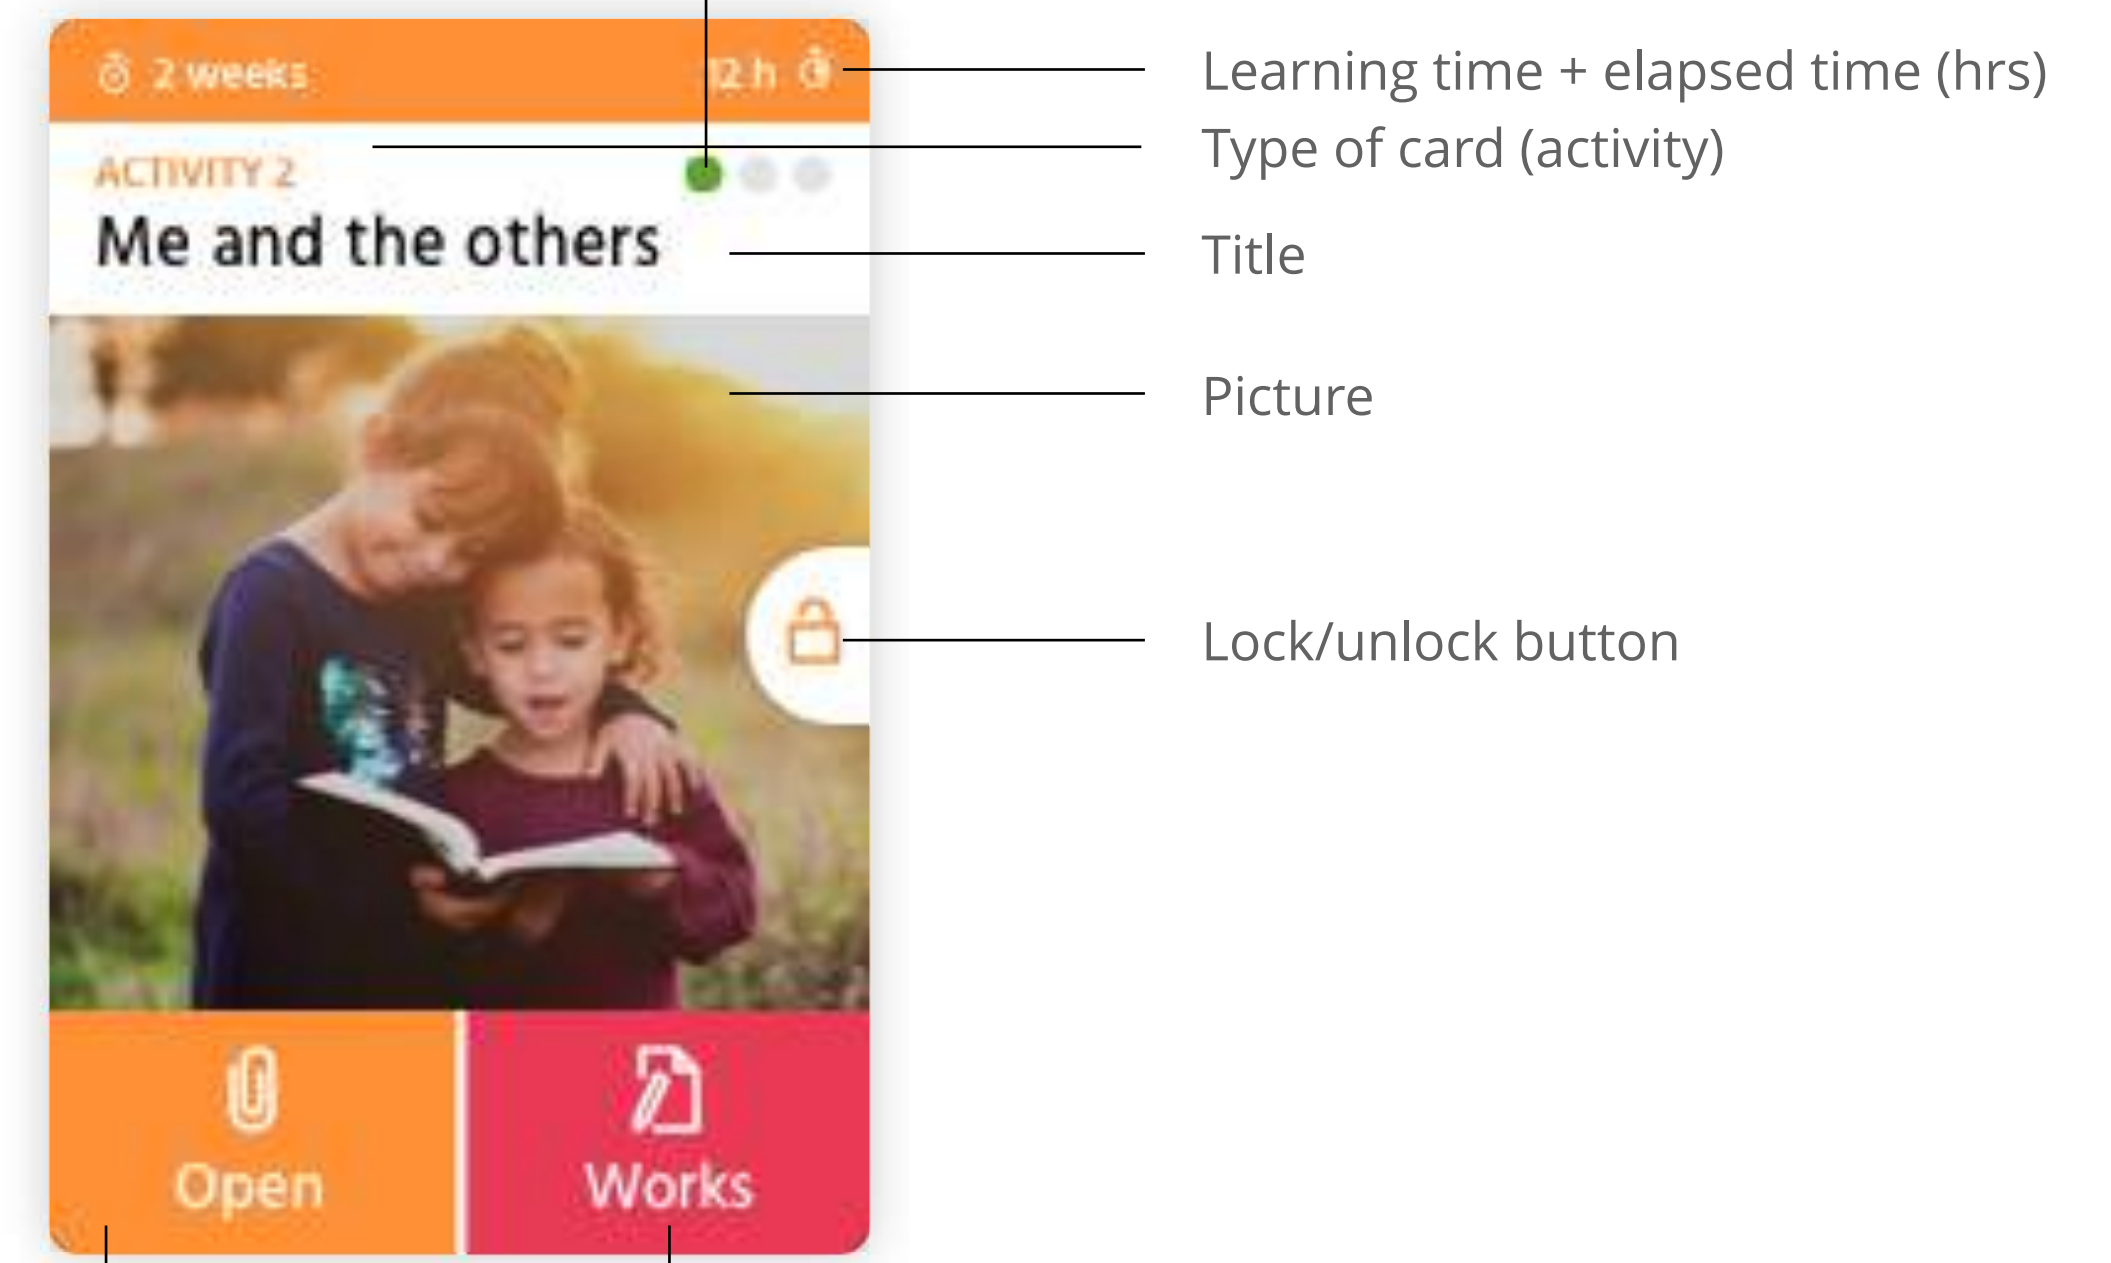 2 weeks 12 h
Learning time + elapsed time (hrs)
ACTIVITY 2
Type of card (activity)
Me and the others
Title
Picture
Lock/unlock button
Open
Works